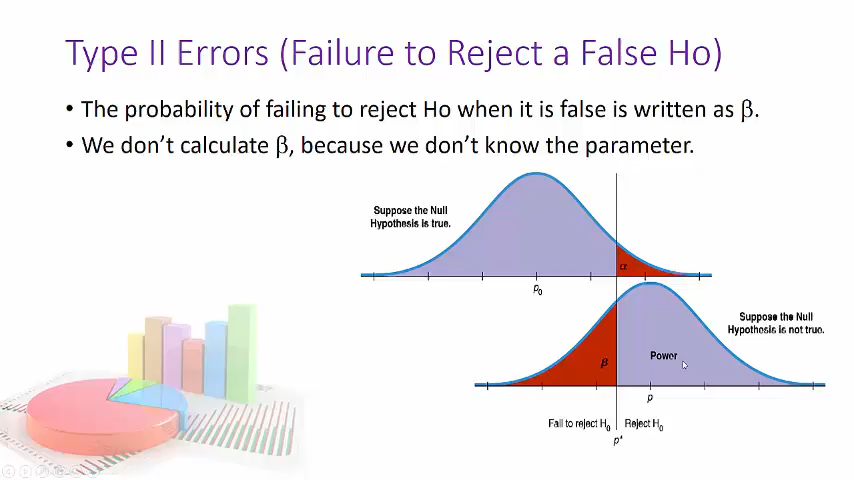 Type II Errors (Failure to Reject a False Ho)
• The probability of failing to reject Ho when it is false is written as β.
• We don’t calculate β, because we don’t know the parameter.
Suppose the Null
Hypothesis is true.
α
p₀
Suppose the Null
Hypothesis is not true.
β
Power
p
Fail to reject H₀
Reject H₀
p*